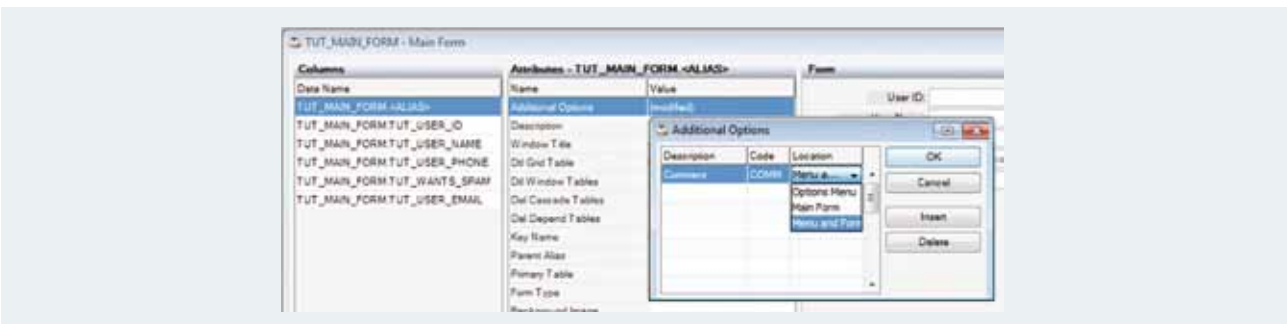 TUT_MAIN_FORM - Main Form
Columns
Data Name
TUT_MAIN_FORM.<ALIAS>
TUT_MAIN_FORM.TUT_USER_ID
TUT_MAIN_FORM.TUT_USER_NAME
TUT_MAIN_FORM.TUT_USER_PHONE
TUT_MAIN_FORM.TUT_WANTS_SPAM
TUT_MAIN_FORM.TUT_USER_EMAIL
Attributes - TUT_MAIN_FORM.<ALIAS>
Name Value
Additional Options (modified)
Description
Window Title
Dtl Grid Table
Dtl Window Tables
Del Cascade Tables
Del Depend Tables
Key Name
Parent Alias
Primary Table
Form Type
Background Image
Form
User ID:
Additional Options
Description Code Location
Comment COMM Menu a...
Options Menu
Main Form
Menu and Form
OK
Cancel
Insert
Delete